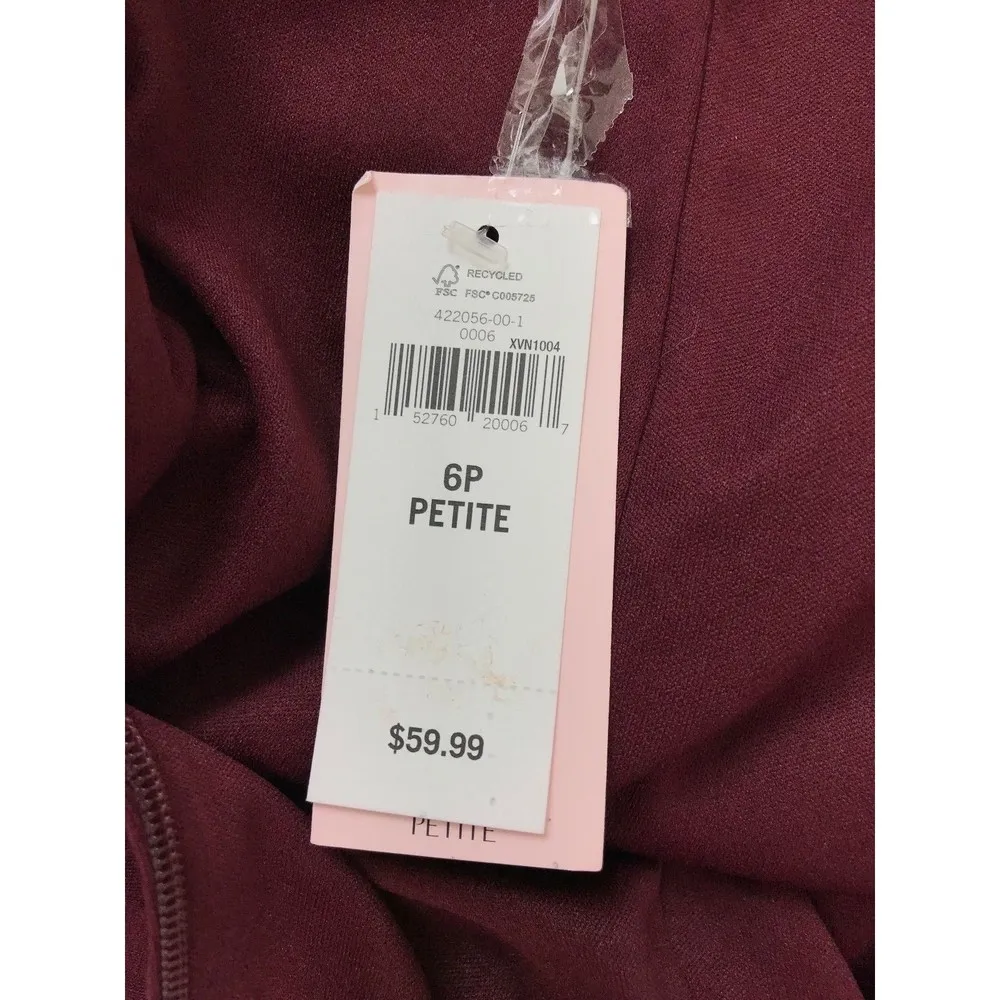 RECYCLED
FSC FSC® C005725
422056-00-1
0006 XVN1004
1 52760 20006 7
6P
PETITE
$59.99
PETITE